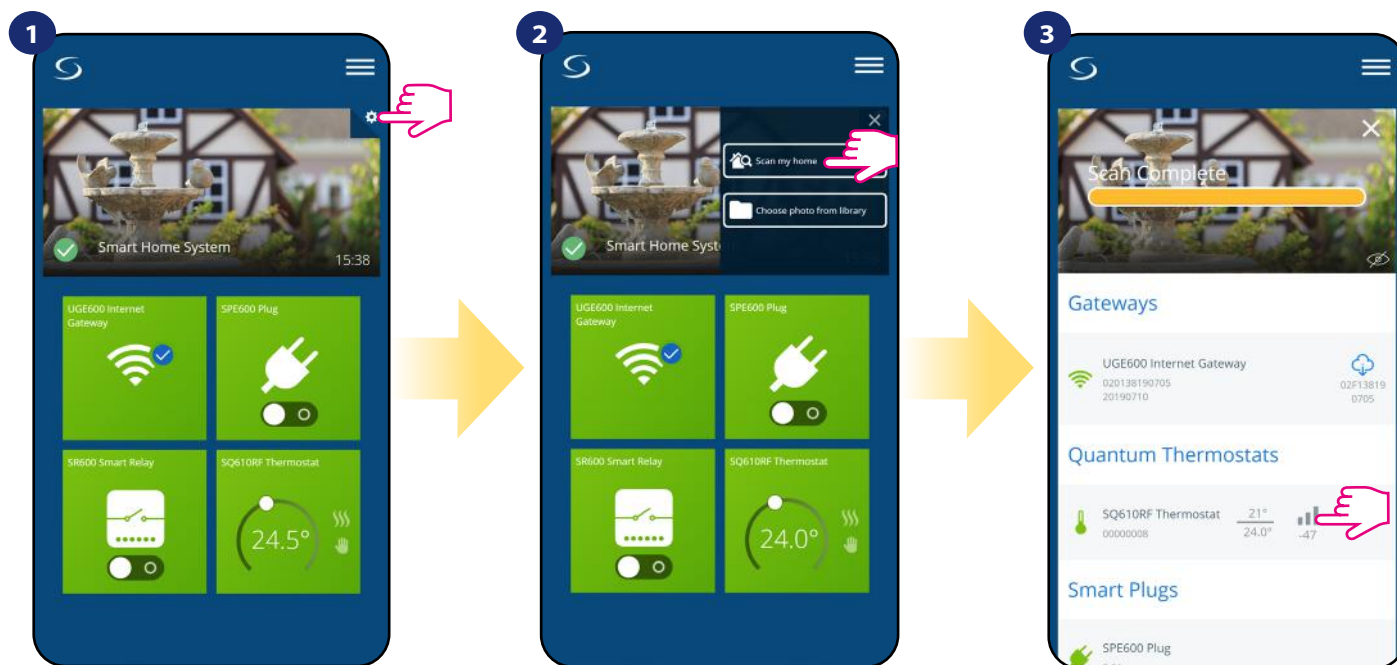 1
Smart Home System
15:38
UGE600 Internet
Gateway
SPE600 Plug
SR600 Smart Relay
SQ610RF Thermostat
24.5°
2
Scan my home
Choose photo from library
Smart Home Syst
UGE600 Internet
Gateway
SPE600 Plug
SR600 Smart Relay
SQ610RF Thermostat
24.0°
3
Scan Complete
Gateways
UGE600 Internet Gateway
020138190705
20190710
02F13819
0705
Quantum Thermostats
SQ610RF Thermostat
00000008
21°
24.0°
-47
Smart Plugs
SPE600 Plug